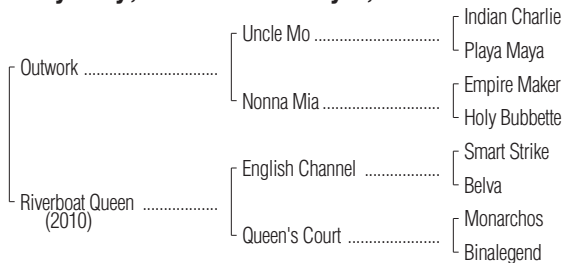 Indian Charlie
Uncle Mo
Playa Maya
Outwork
Empire Maker
Nonna Mia
Holy Bubbette
Smart Strike
English Channel
Belva
Riverboat Queen
(2010)
Monarchos
Queen's Court
Binalegend